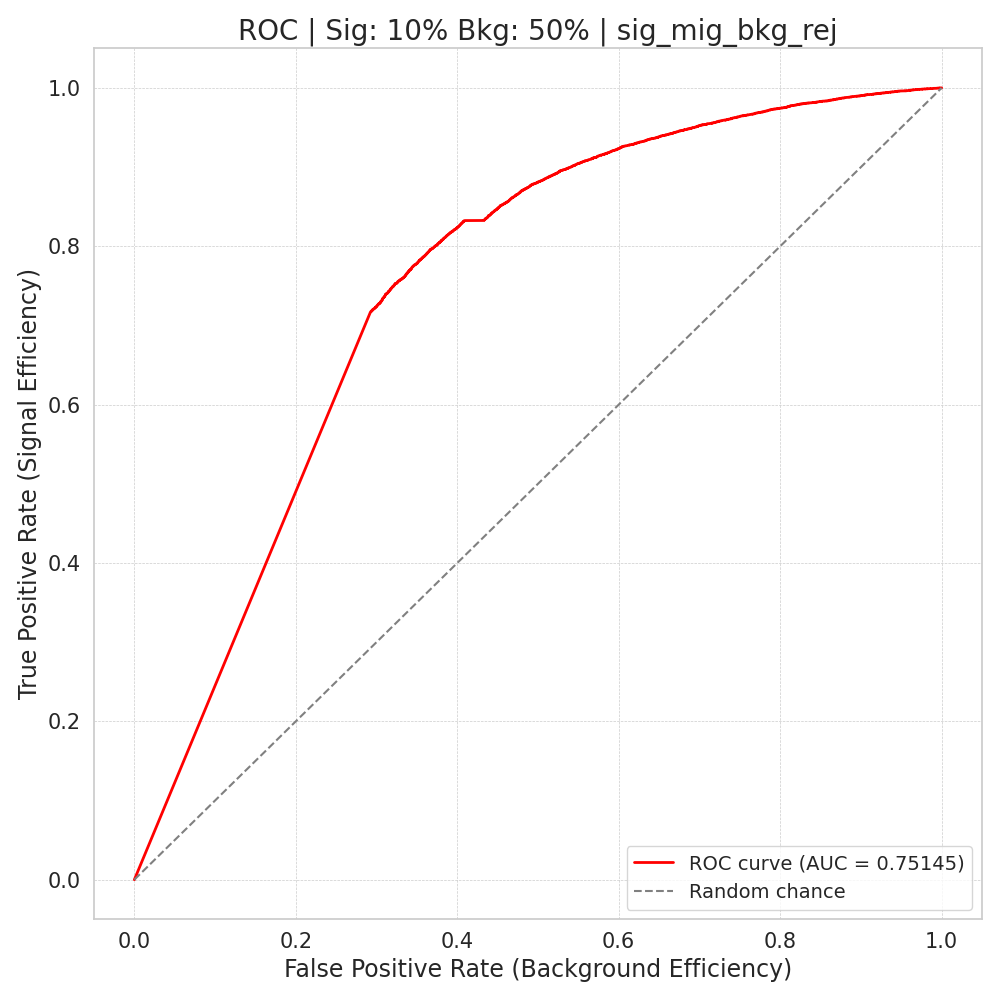 ROC | Sig: 10% Bkg: 50% | sig_mig_bkg_rej
True Positive Rate (Signal Efficiency)
1.0
0.8
0.6
0.4
0.2
0.0
ROC curve (AUC = 0.75145)
Random chance
0.0 0.2 0.4 0.6 0.8 1.0
False Positive Rate (Background Efficiency)